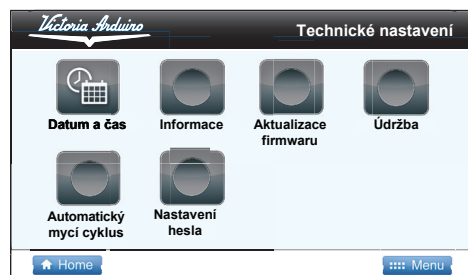 Victoria Arduino
Technické nastavení
Datum a čas
Informace
Aktualizace
firmwaru
Údržba
Automatický
mycí cyklus
Nastavení
hesla
Home
Menu